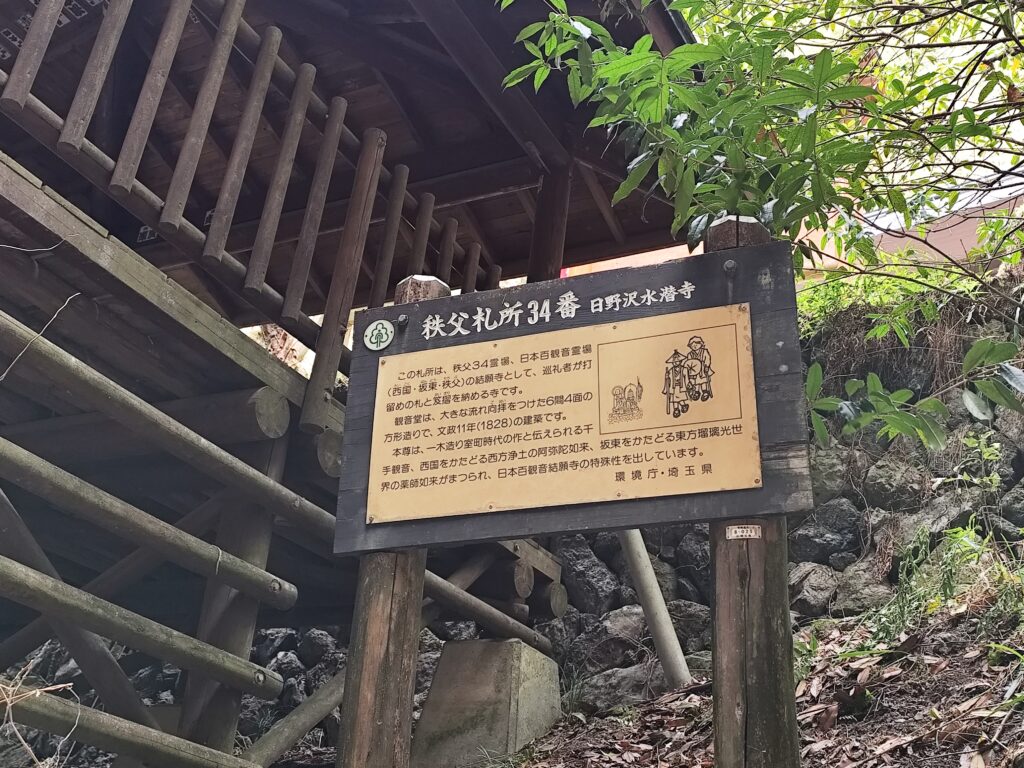 秩父札所34番 日野沢水潜寺
この札所は、秩父34霊場、日本百観音霊場
(西国・坂東・秩父)の結願寺として、巡礼者が打
留めの札と笈摺を納める寺です。
観音堂は、大きな流れ向拝をつけた6間4面の
方形造りで、文政11年(1828)の建築です。
本尊は、一木造り室町時代の作と伝えられる千
手観音、西国をかたどる西方浄土の阿弥陀如来、坂東をかたどる東方瑠璃光世
界の薬師如来がまつられ、日本百観音結願寺の特殊性を出しています。
環境庁・埼玉県